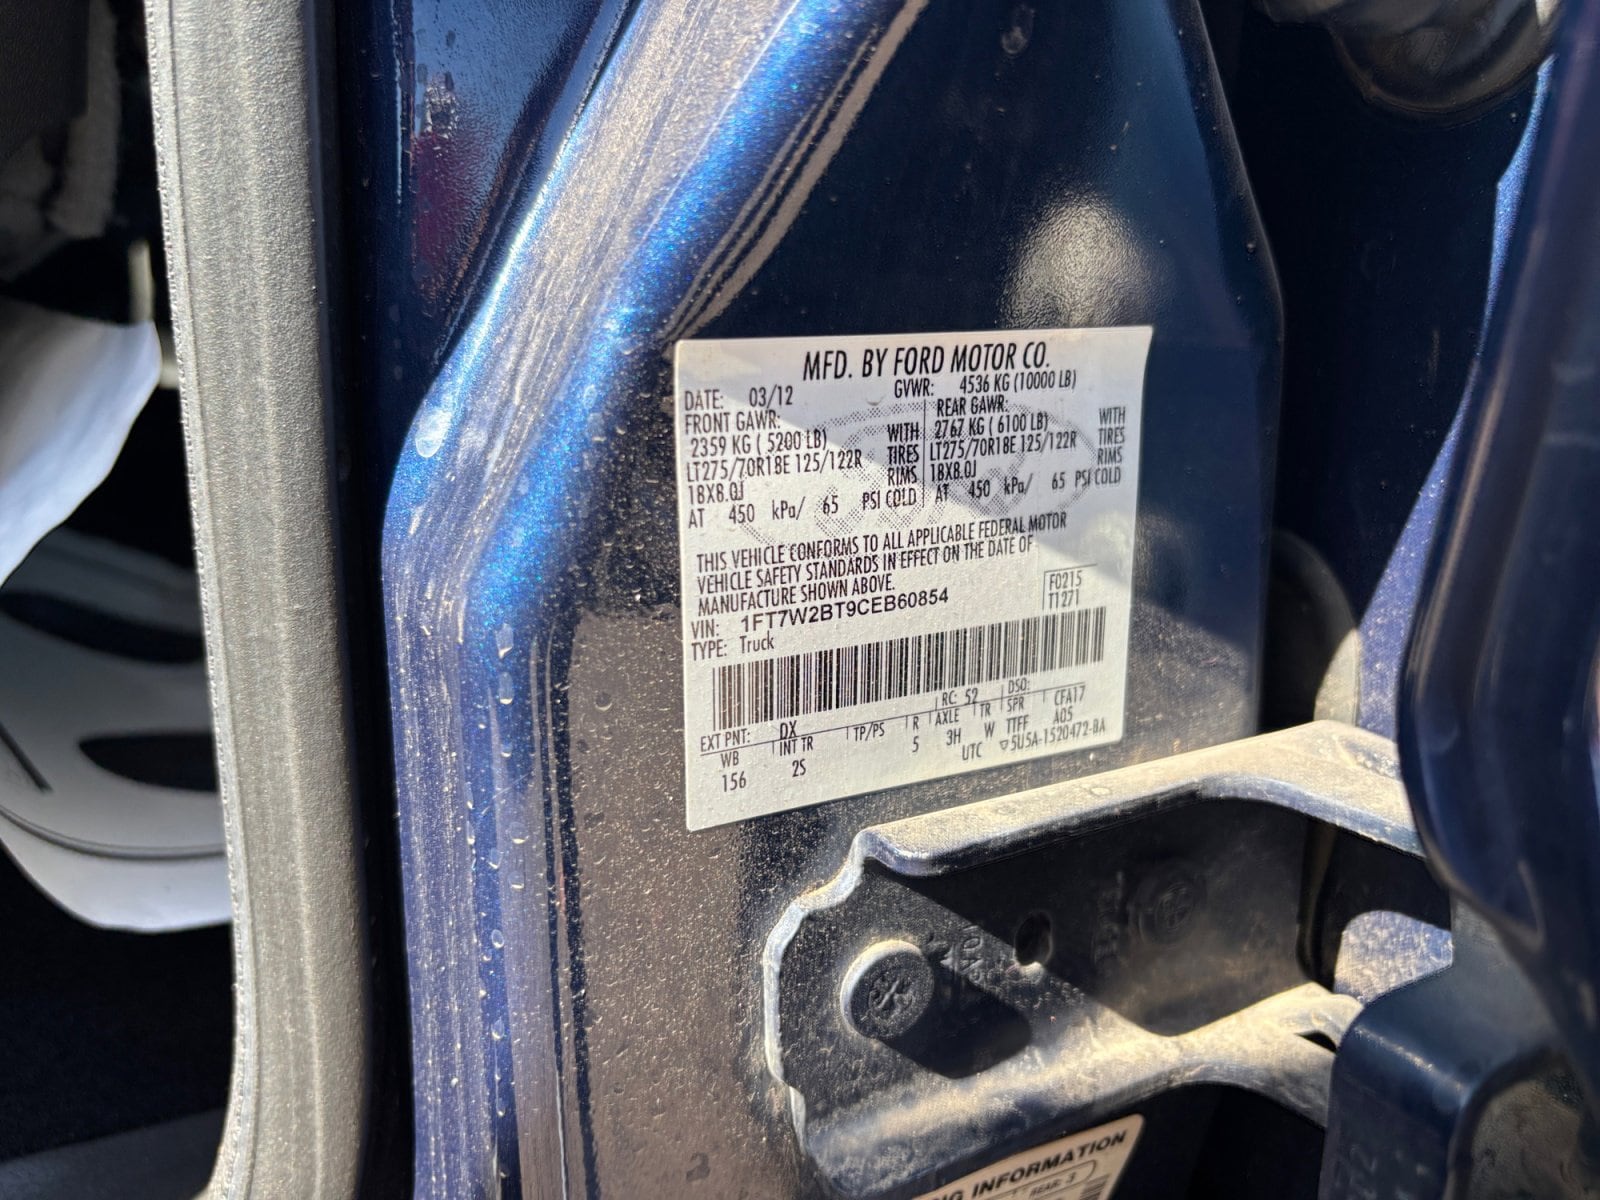 MFD. BY FORD MOTOR CO.
DATE: 03/12 GVWR: 4536 KG (10000 LB)
FRONT GAWR: REAR GAWR:
2359 KG ( 5200 LB) WITH 2767 KG ( 6100 LB) WITH
LT275/70R18E 125/122R TIRES LT275/70R18E 125/122R TIRES
18X8.0J RIMS 18X8.0J RIMS
AT 450 kPa/ 65 PSI COLD AT 450 kPa/ 65 PSI COLD
THIS VEHICLE CONFORMS TO ALL APPLICABLE FEDERAL MOTOR
VEHICLE SAFETY STANDARDS IN EFFECT ON THE DATE OF
MANUFACTURE SHOWN ABOVE.
F0215
T1271
VIN: 1FT7W2BT9CEB60854
TYPE: Truck
EXT PNT: DX RC: 52 DSO:
WB INT TR TP/PS R AXLE TR SPR CFA17
156 2S 5 3H W TTFF A05
UTC 5U5A-1520472-BA
NG INFORMATION
REAR: 3